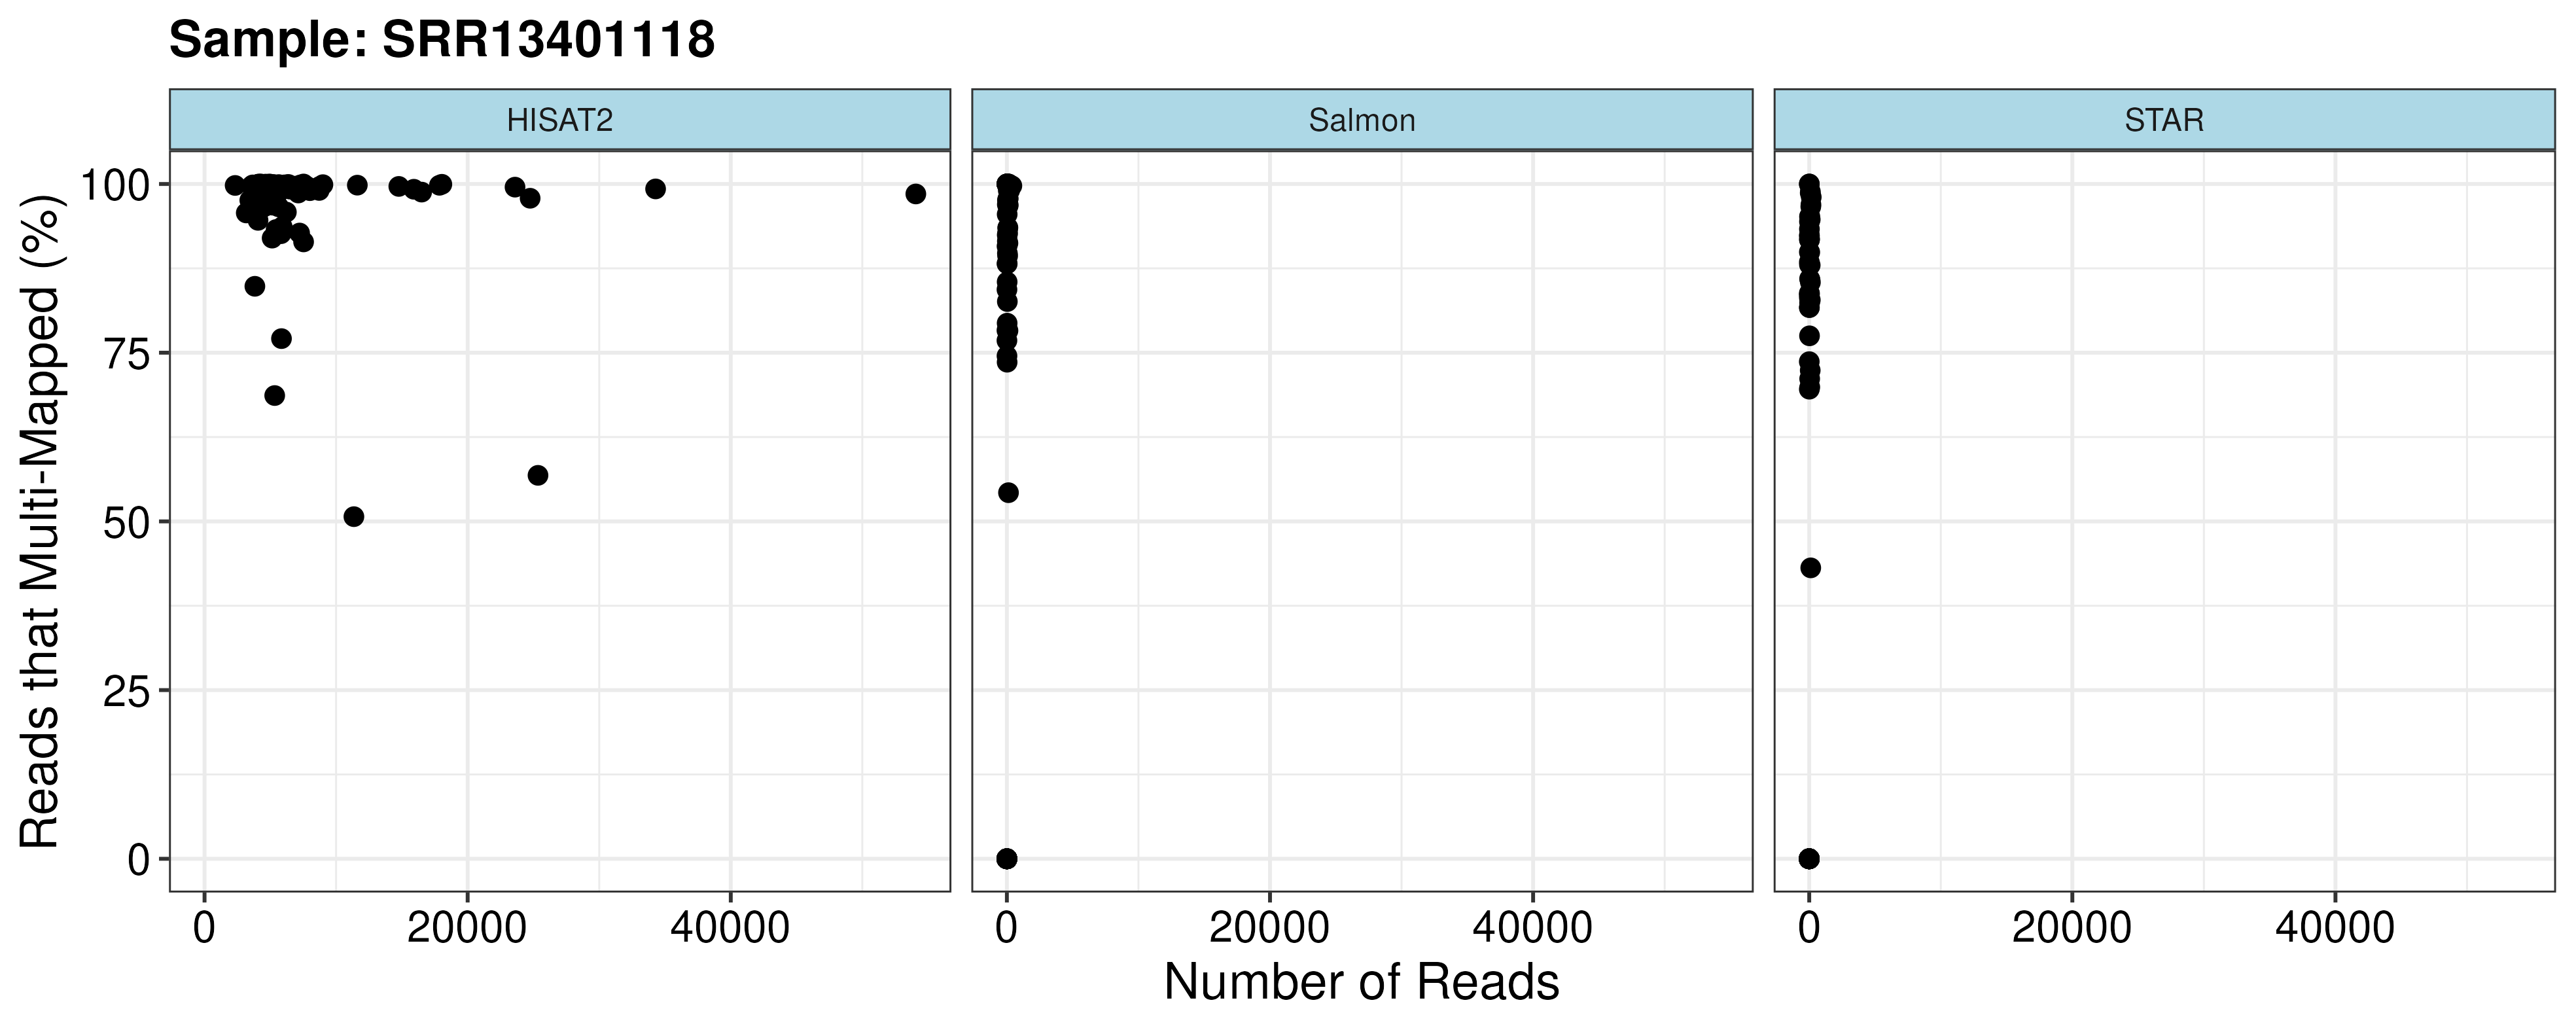 Sample: SRR13401118
HISAT2
Salmon
STAR
Reads that Multi-Mapped (%)
100
75
50
25
0
0
20000
40000
0
20000
40000
0
20000
40000
Number of Reads